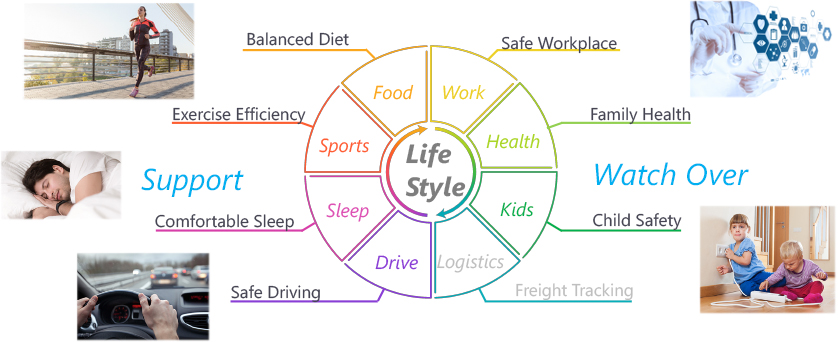 Balanced Diet
Safe Workplace
Food
Work
Exercise Efficiency
Family Health
Sports
Health
Life
Style
Support
Watch Over
Sleep
Kids
Comfortable Sleep
Child Safety
Drive
Logistics
Safe Driving
Freight Tracking